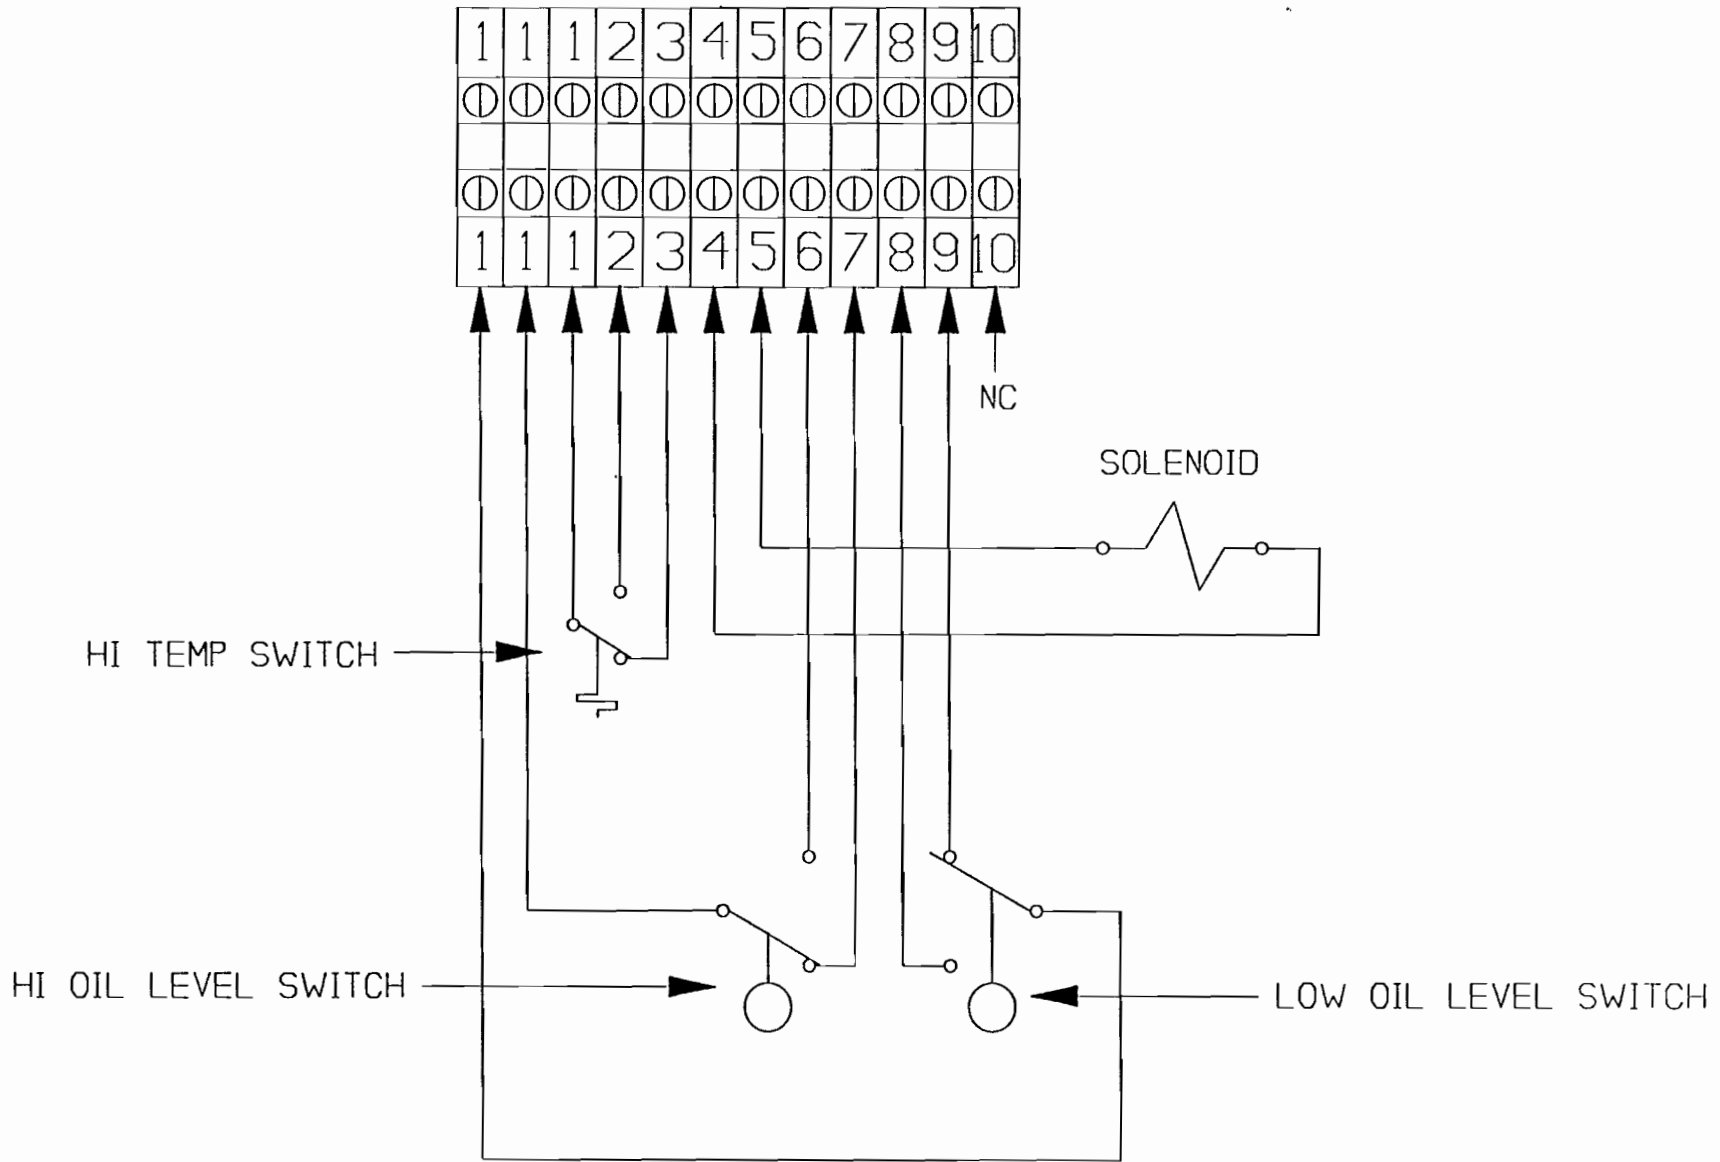 1 1 1 2 3 4 5 6 7 8 9 10
1 1 1 2 3 4 5 6 7 8 9 10
NC
SOLENOID
HI TEMP SWITCH
HI OIL LEVEL SWITCH
LOW OIL LEVEL SWITCH